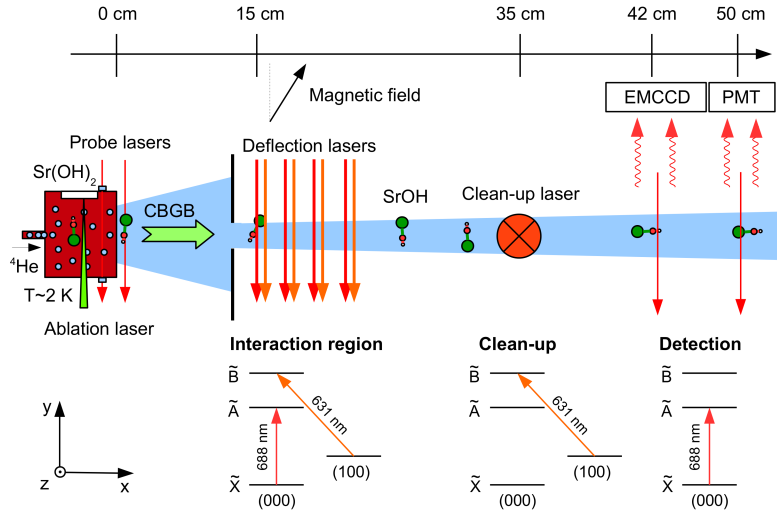 0 cm
15 cm
35 cm
42 cm
50 cm
Magnetic field
EMCCD
PMT
Probe lasers
Deflection lasers
Sr(OH)₂
SrOH
Clean-up laser
CBGB
⁴He
T~2 K
Ablation laser
Interaction region
Clean-up
Detection
B̃
Ã
688 nm
631 nm
(100)
X̃
(000)
B̃
Ã
631 nm
(100)
X̃
(000)
B̃
Ã
688 nm
X̃
(000)
y
z
x